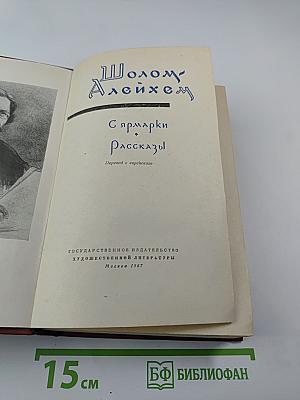 Шолом-
Алейхем
С ярмарки
Рассказы
Перевод с еврейского
ГОСУДАРСТВЕННОЕ ИЗДАТЕЛЬСТВО
ХУДОЖЕСТВЕННОЙ ЛИТЕРАТУРЫ
Москва 1957
15 см
БФ БИБЛИОФАН